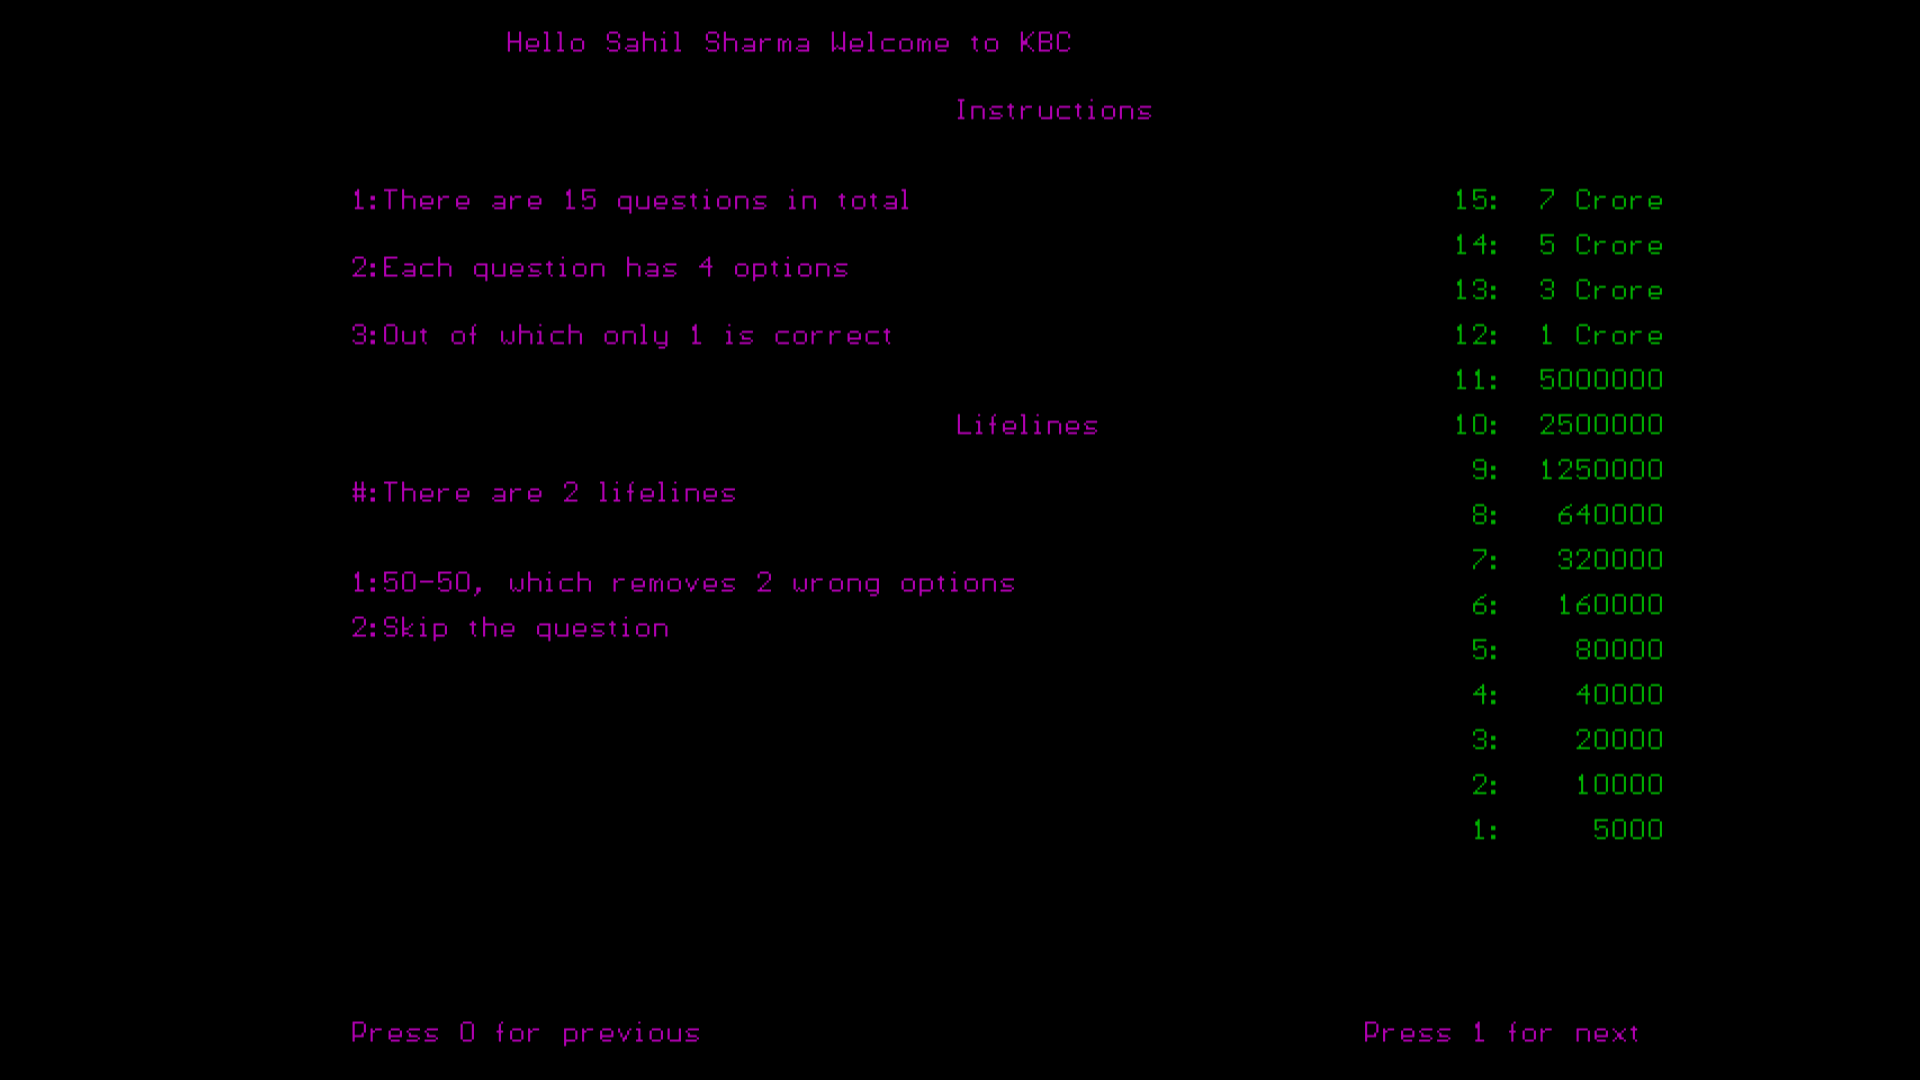 Hello Sahil Sharma Welcome to KBC
Instructions
1:There are 15 questions in total
2:Each question has 4 options
3:Out of which only 1 is correct
Lifelines
#:There are 2 lifelines
1:50-50, which removes 2 wrong options
2:Skip the question
15: 7 Crore
14: 5 Crore
13: 3 Crore
12: 1 Crore
11: 5000000
10: 2500000
9: 1250000
8: 640000
7: 320000
6: 160000
5: 80000
4: 40000
3: 20000
2: 10000
1: 5000
Press 0 for previous
Press 1 for next